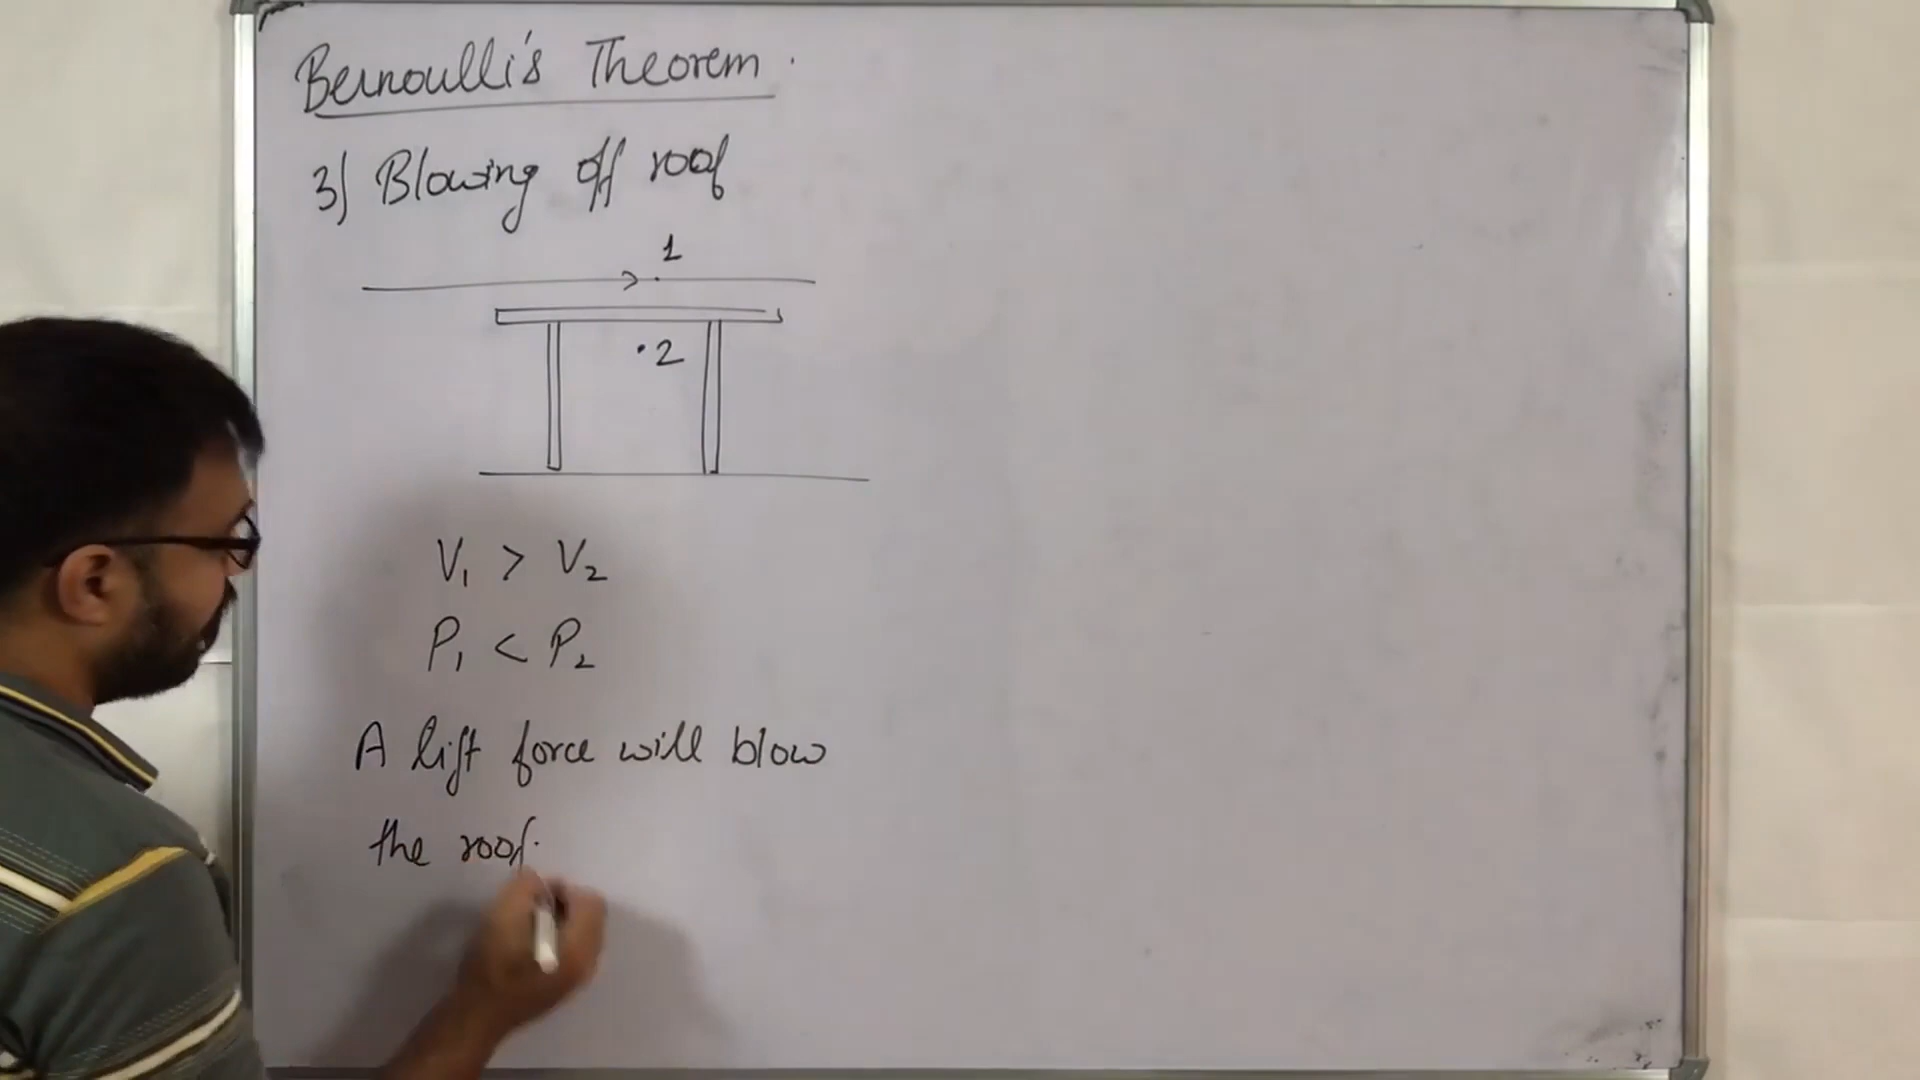 Bernoulli's Theorem.
3) Blowing off roof
1
2
V₁ > V₂
P₁ < P₂
A lift force will blow
the roof.